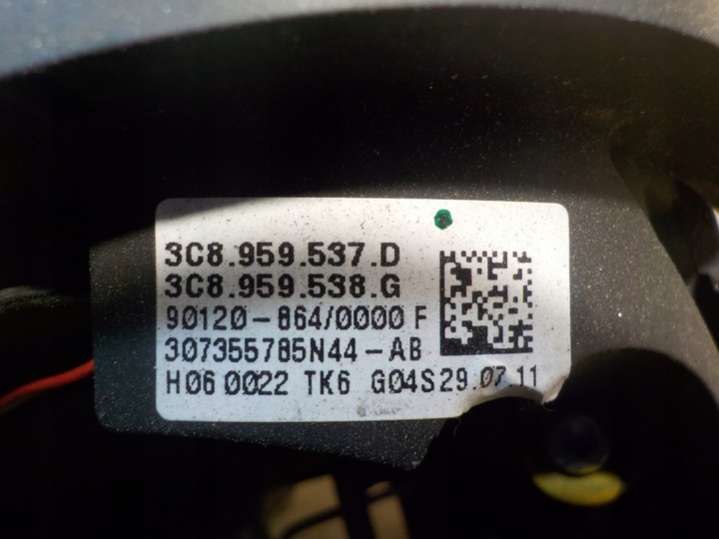 3C8.959.537.D
3C8.959.538.G
90120-864/0000 F
307355785N44-AB
H06 0022 TK6 G04S29.07.11